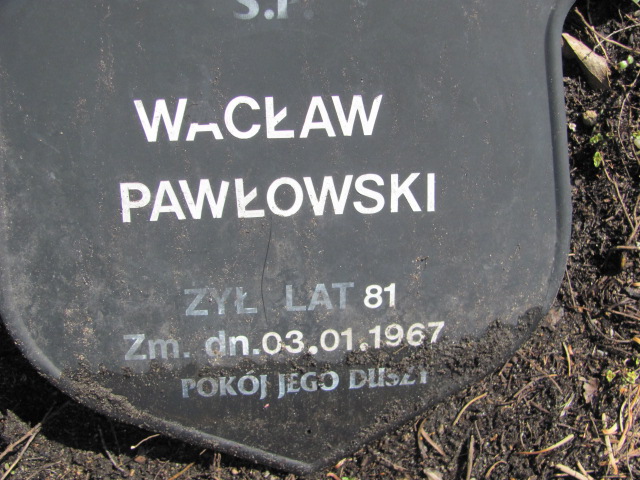 Ś.P.
WACŁAW
PAWŁOWSKI
ŻYŁ LAT 81
Zm. dn.03.01.1967
POKÓJ JEGO DUSZY